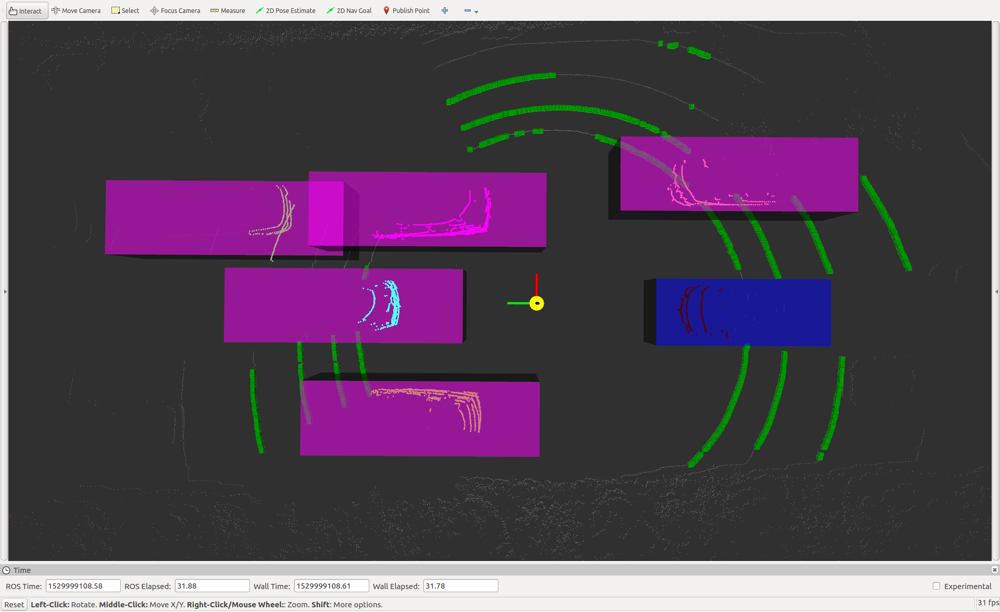 Interact Move Camera Select Focus Camera Measure 2D Pose Estimate 2D Nav Goal Publish Point
Time
ROS Time: 1529999108.58 ROS Elapsed: 31.88 Wall Time: 1529999108.61 Wall Elapsed: 31.78 Experimental
Reset Left-Click: Rotate. Middle-Click: Move X/Y. Right-Click/Mouse Wheel:: Zoom. Shift: More options. 31 fps